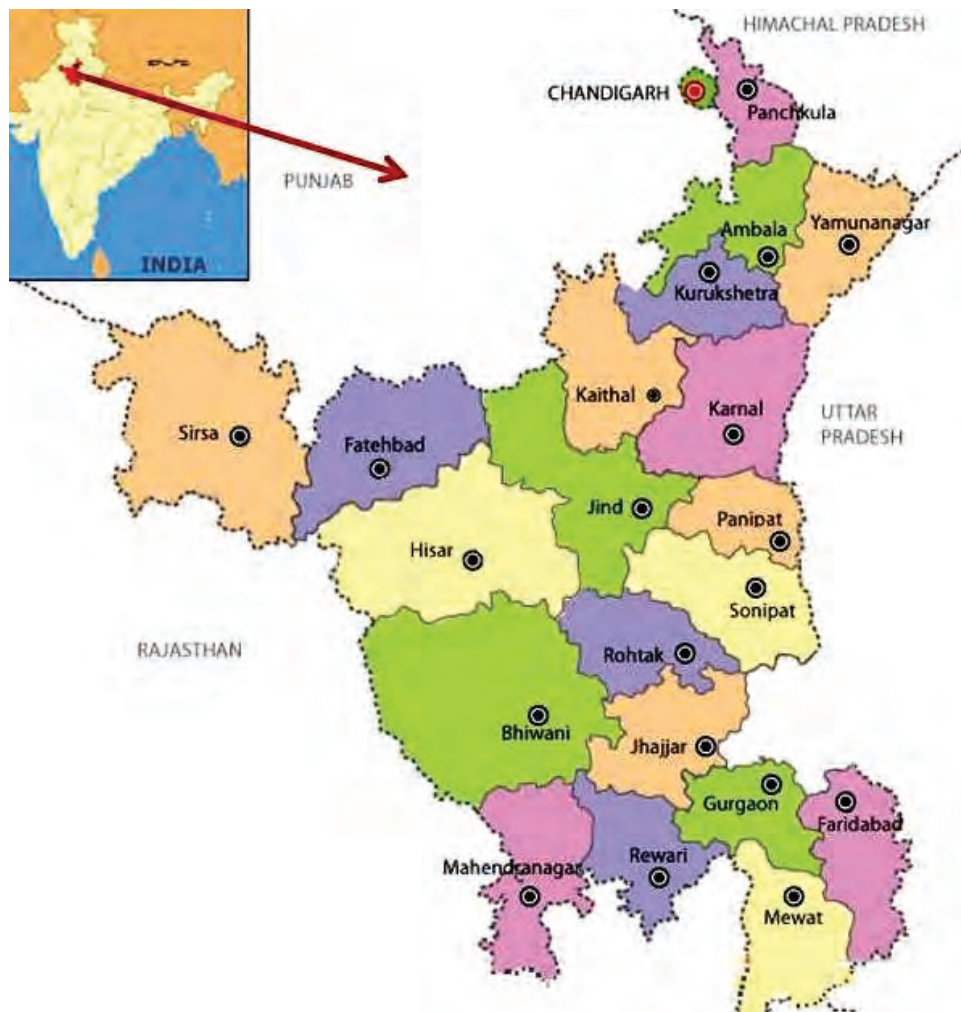 HIMACHAL PRADESH
CHANDIGARH
Panchkula
PUNJAB
INDIA
Ambala
Yamunanagar
Kurukshetra
Kaithal
Karnal
UTTAR
PRADESH
Sirsa
Fatehbad
Jind
Panipat
Hisar
Sonipat
RAJASTHAN
Rohtak
Bhiwani
Jhajjar
Gurgaon
Faridabad
Mahendranagar
Rewari
Mewat